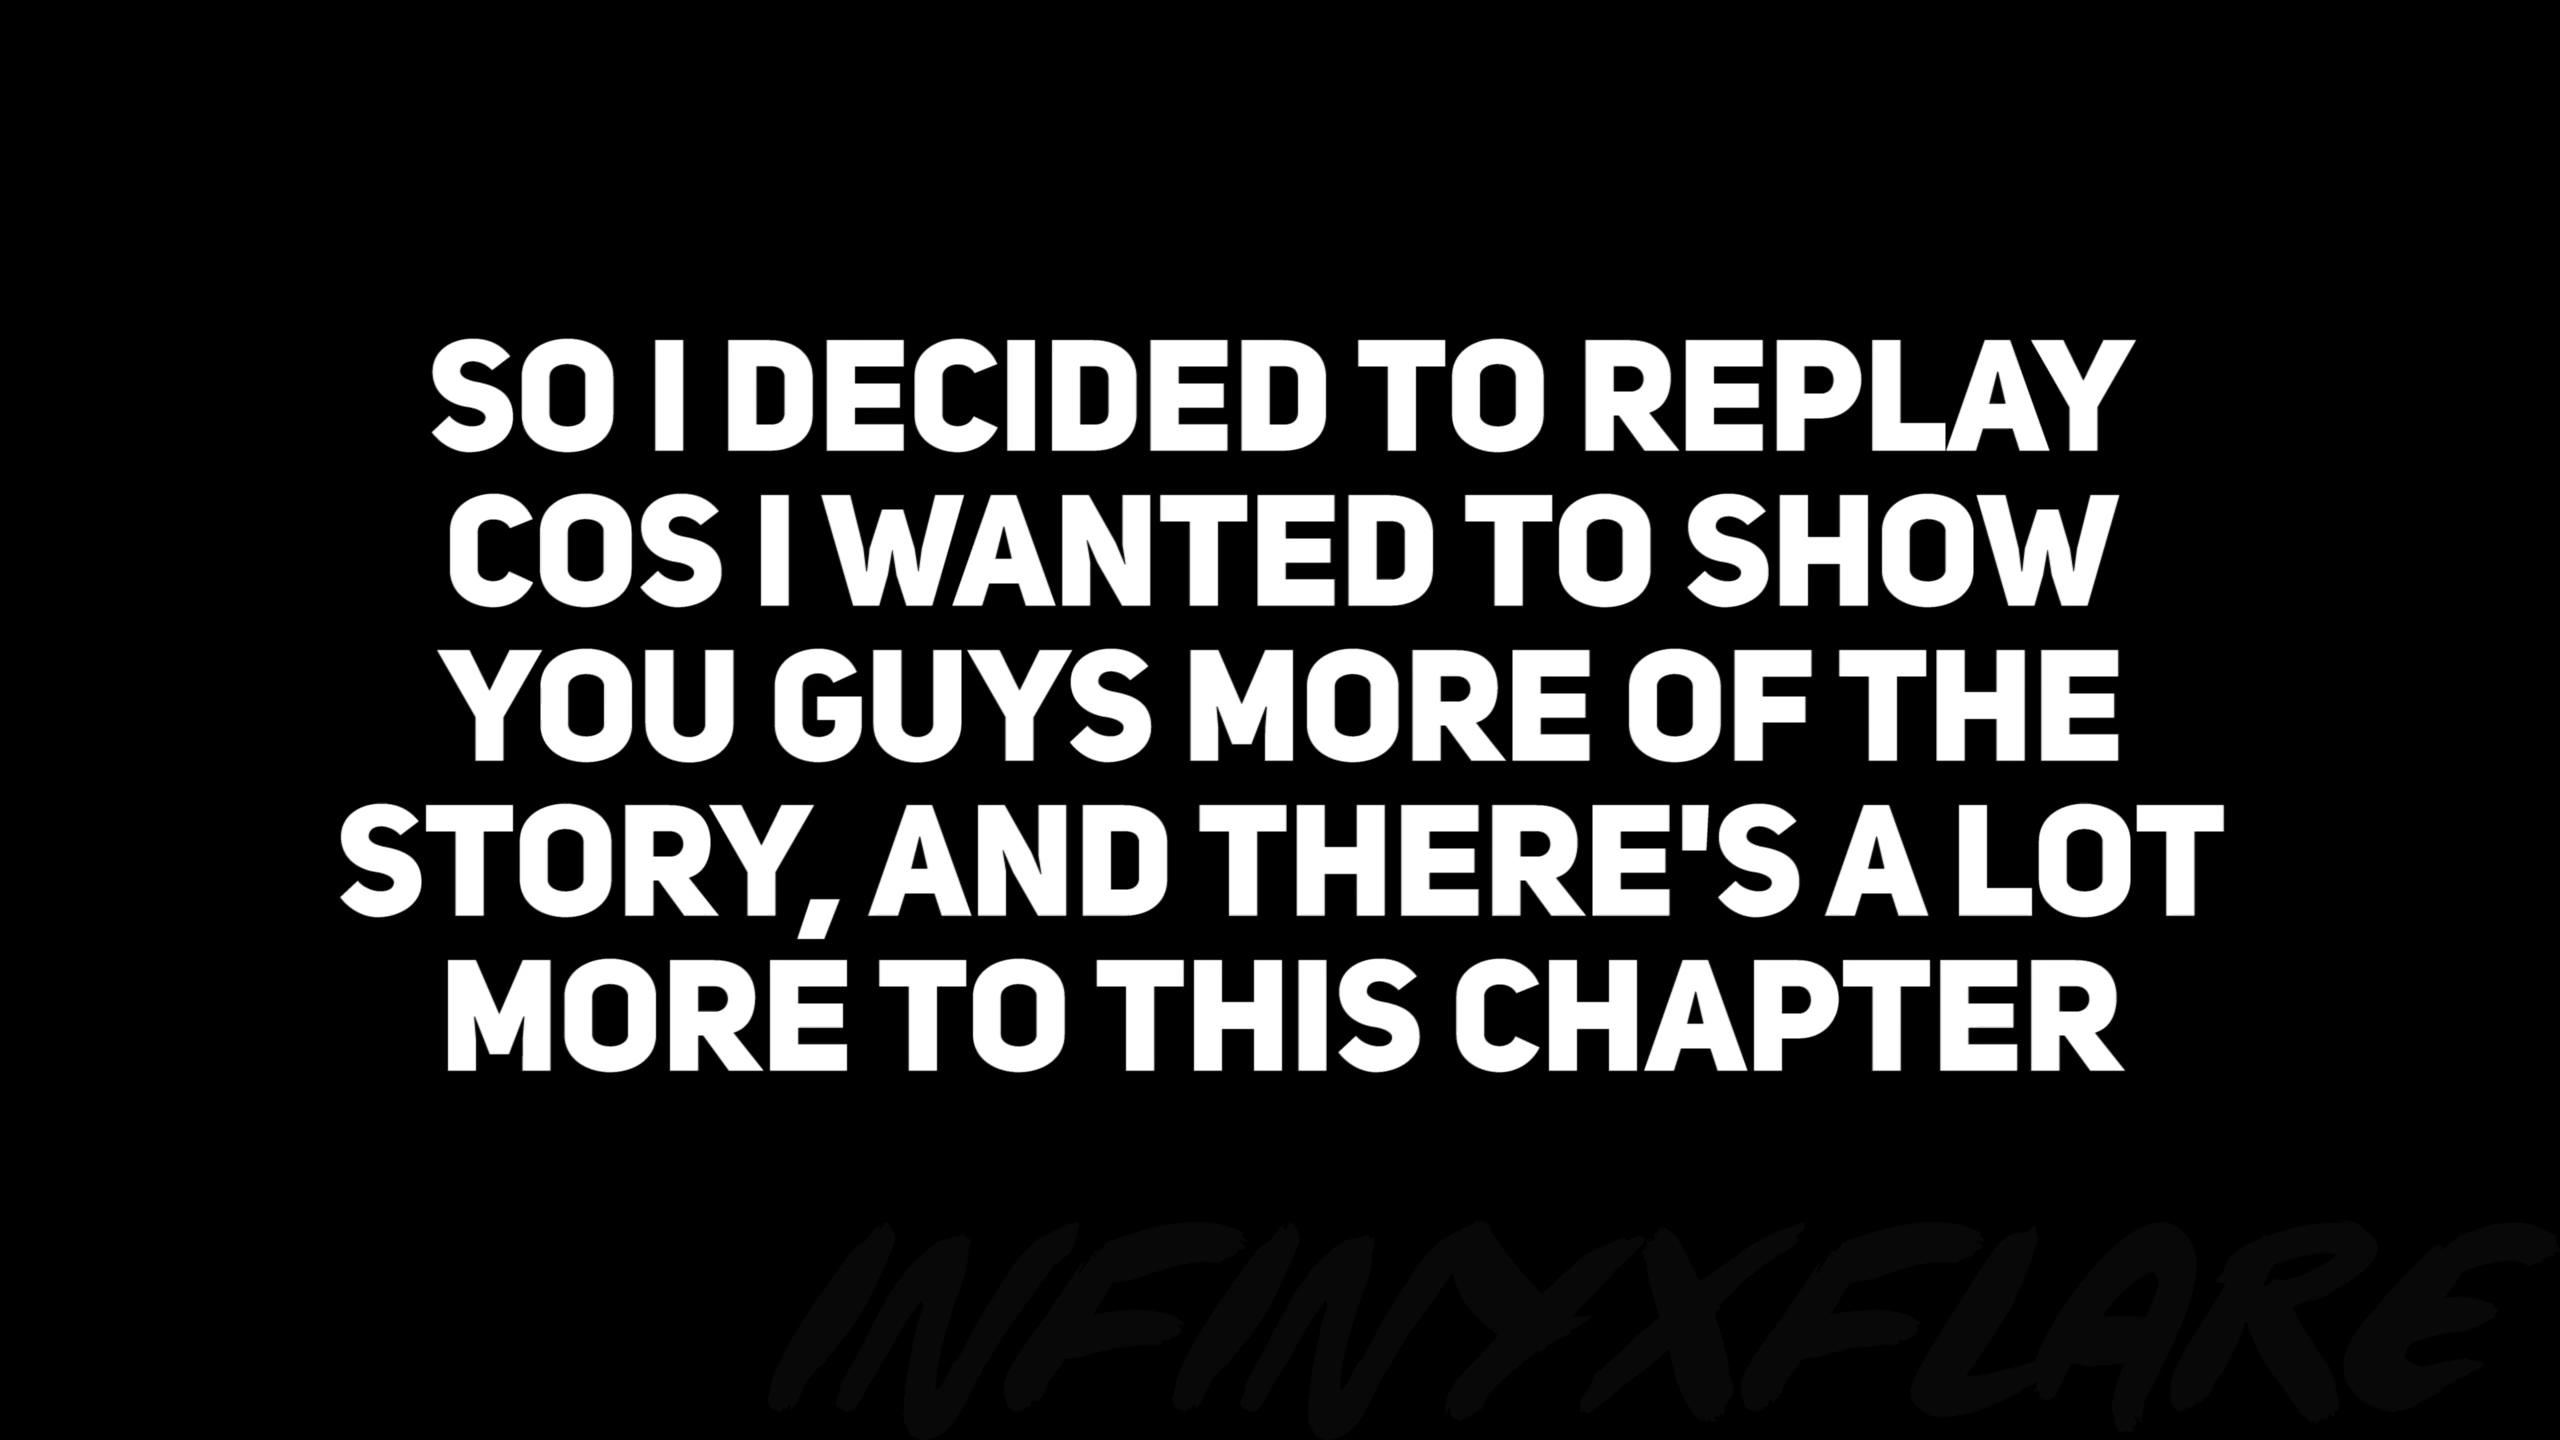 SO I DECIDED TO REPLAY
COS I WANTED TO SHOW
YOU GUYS MORE OF THE
STORY, AND THERE'S A LOT
MORE TO THIS CHAPTER
INFINYXFLARE